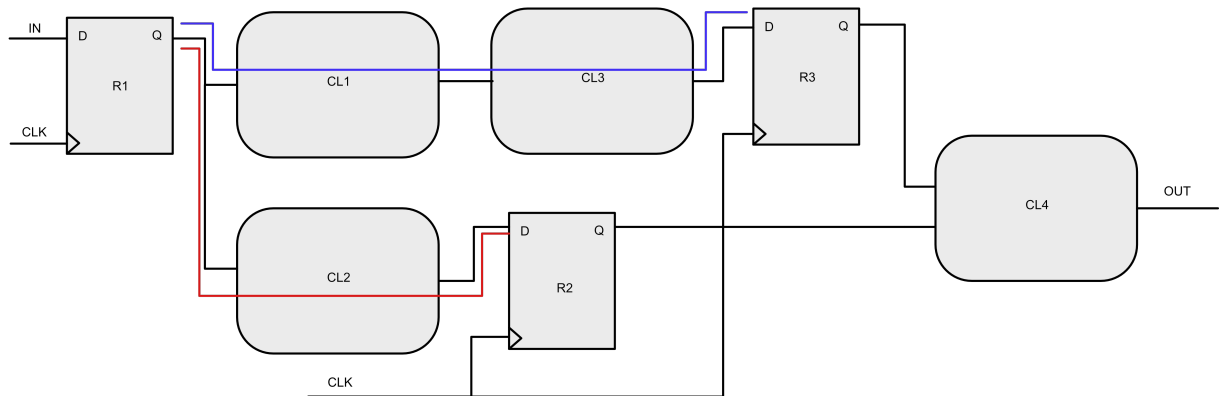 IN
D Q
R1
CLK
CL1
CL3
D Q
R3
CL2
D Q
R2
CLK
CL4
OUT